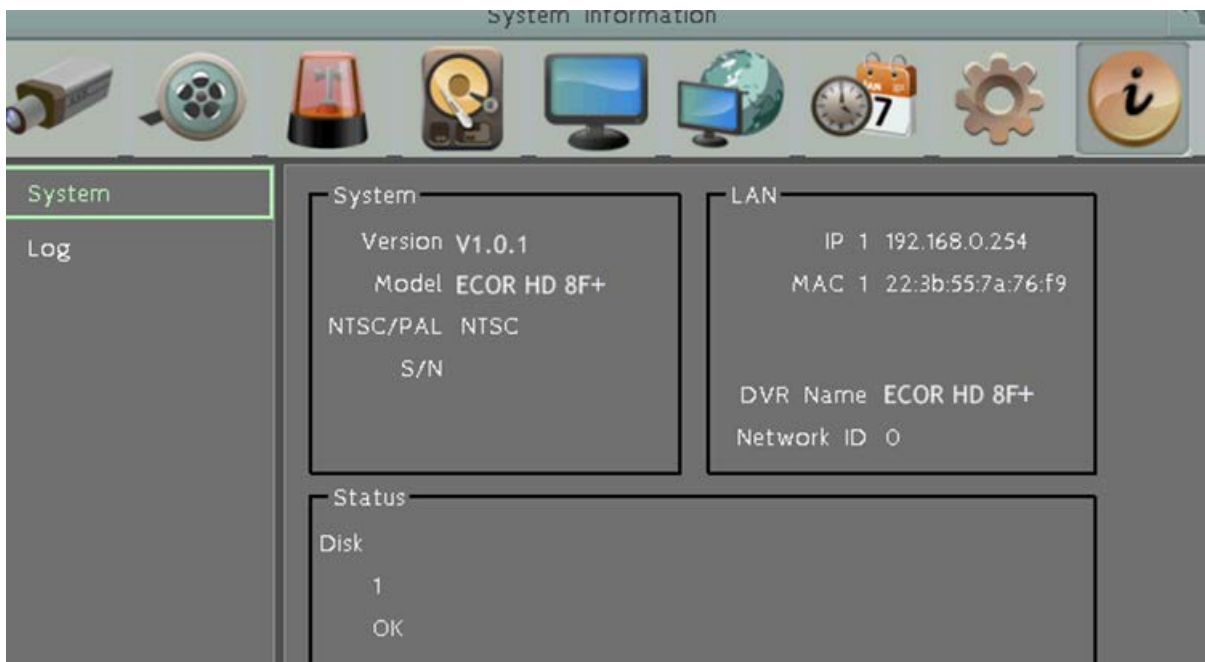 System Information
7
System
Log
System
Version V1.0.1
Model ECOR HD 8F+
NTSC/PAL NTSC
S/N
LAN
IP 1 192.168.0.254
MAC 1 22:3b:55:7a:76:f9
DVR Name ECOR HD 8F+
Network ID 0
Status
Disk
1
OK